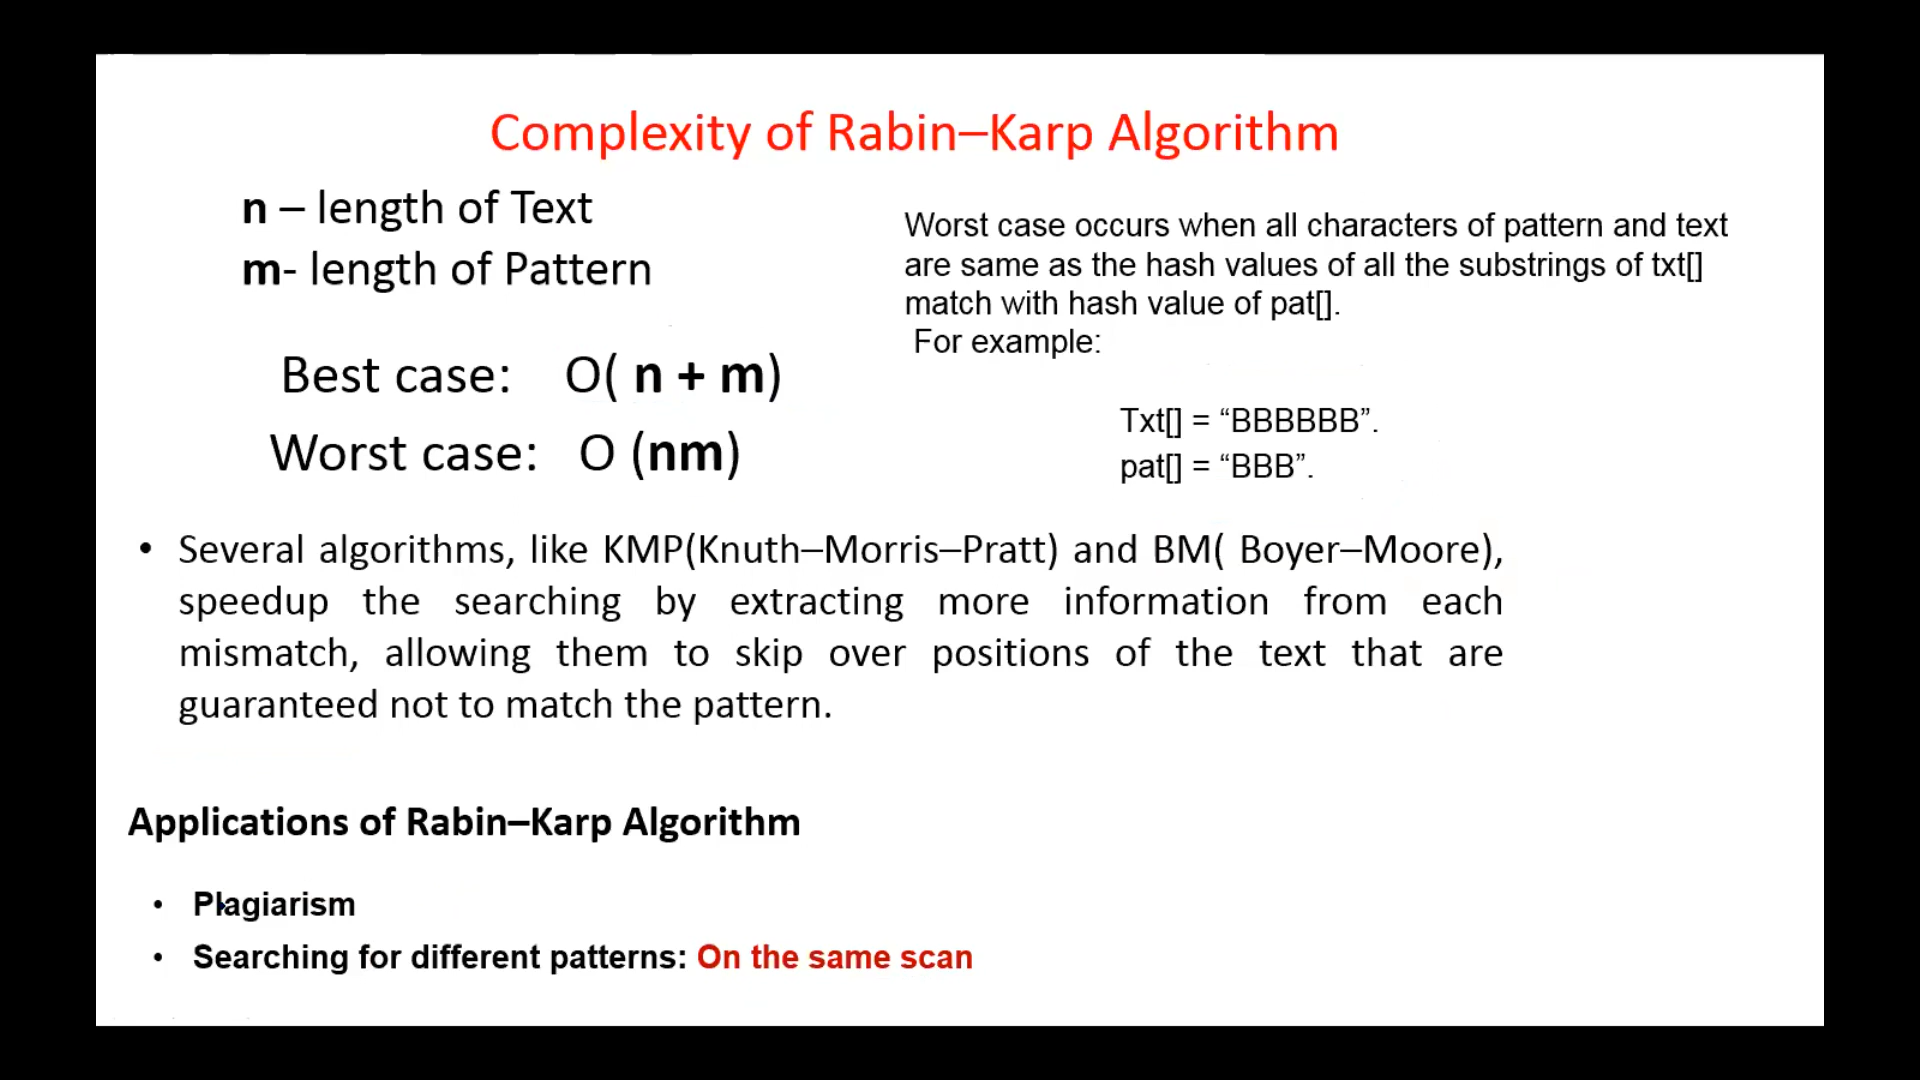 Complexity of Rabin–Karp Algorithm
n – length of Text
m- length of Pattern
Best case: O( n + m)
Worst case: O (nm)
Worst case occurs when all characters of pattern and text
are same as the hash values of all the substrings of txt[]
match with hash value of pat[].
For example:
Txt[] = “BBBBBB”.
pat[] = “BBB”.
• Several algorithms, like KMP(Knuth–Morris–Pratt) and BM( Boyer–Moore),
speedup the searching by extracting more information from each
mismatch, allowing them to skip over positions of the text that are
guaranteed not to match the pattern.
Applications of Rabin–Karp Algorithm
• Plagiarism
• Searching for different patterns: On the same scan